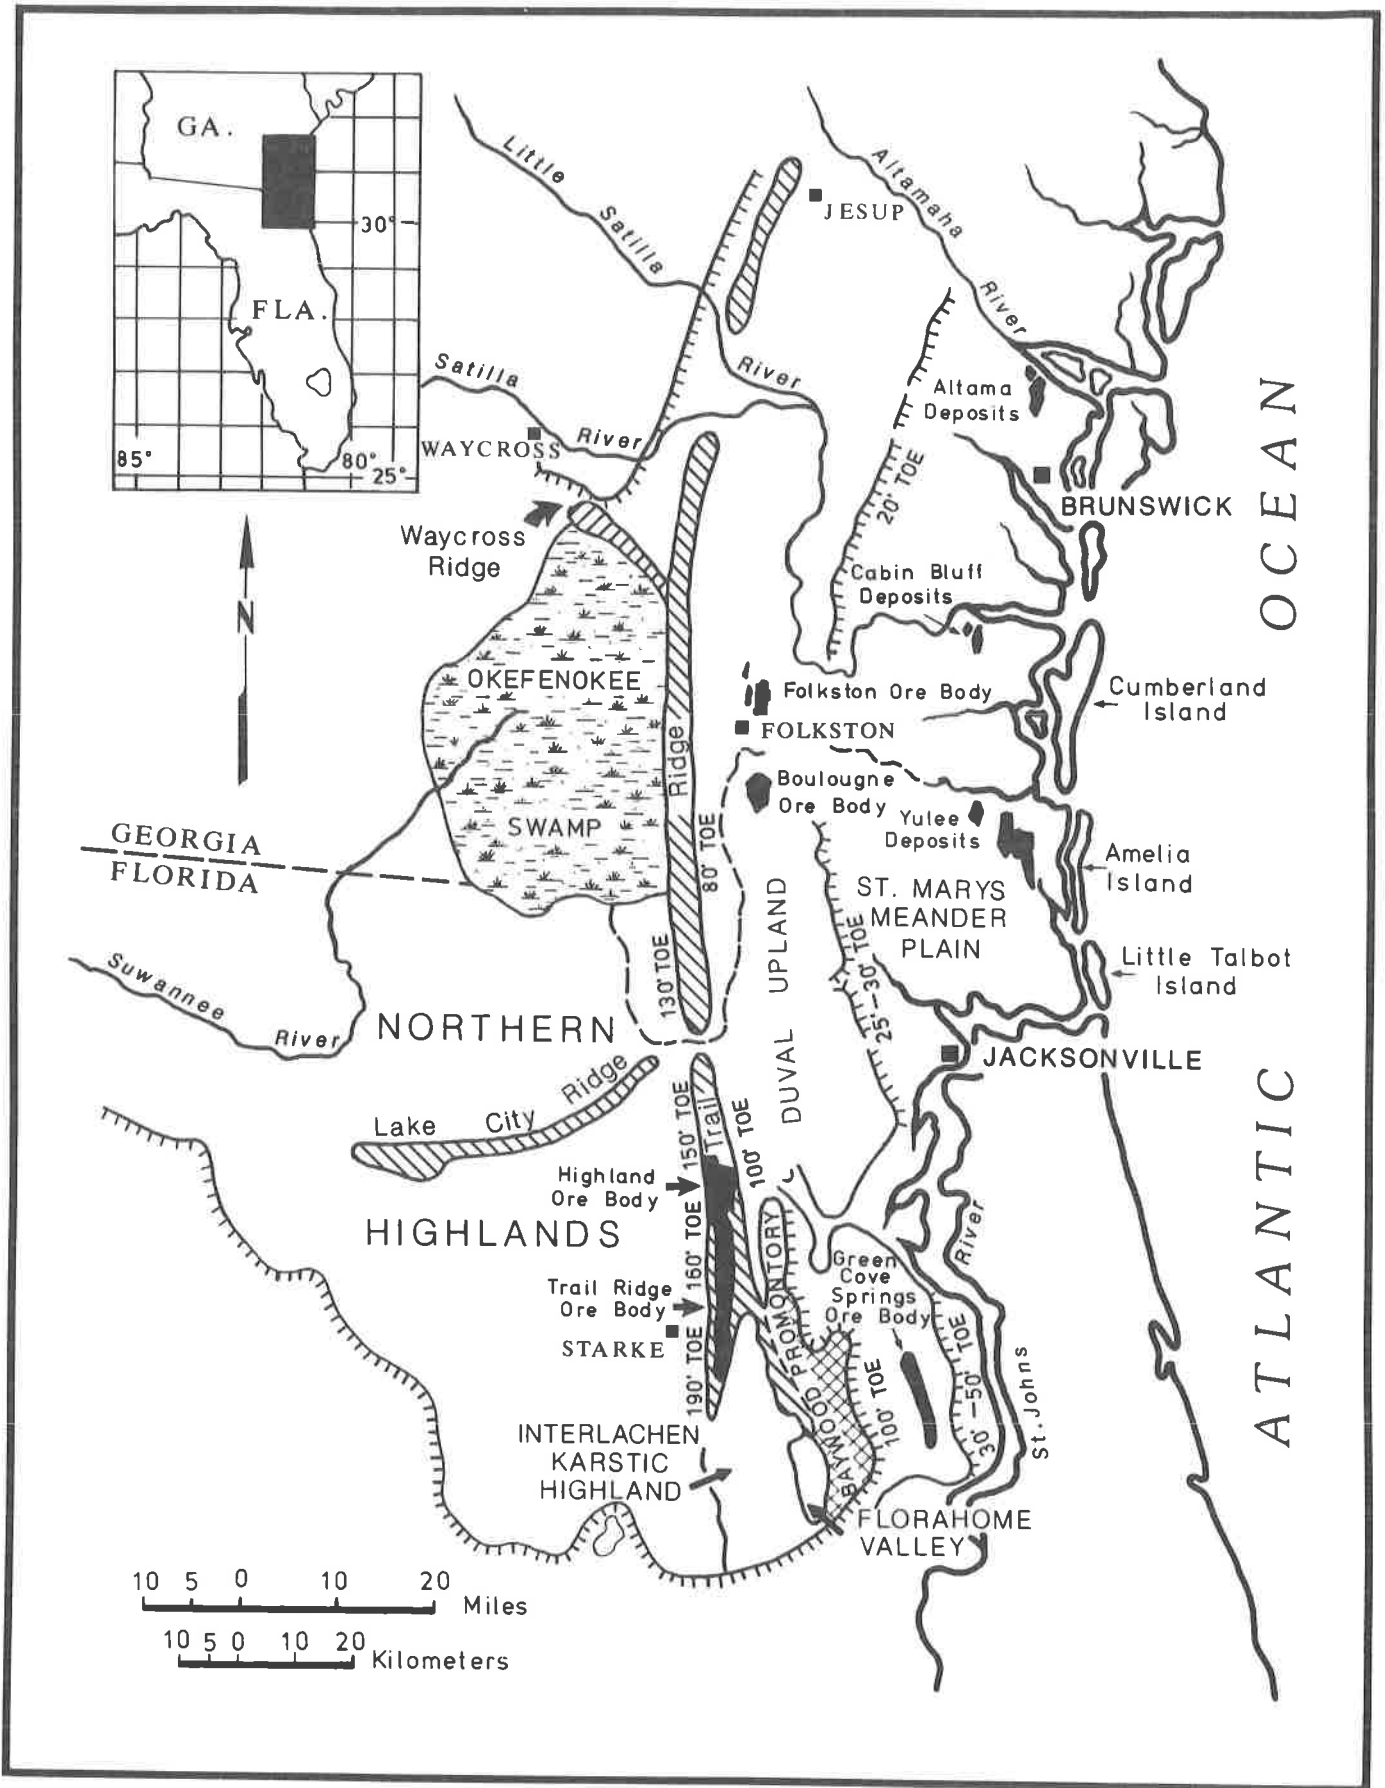 GA.
30°
FLA.
85°
80°
25°
N
Little
Satilla
River
Altamaha
River
JESUP
Satilla
River
WAYCROSS
Altama
Deposits
20' TOE
BRUNSWICK
Waycross
Ridge
Cabin Bluff
Deposits
OCEAN
OKEFENOKEE
SWAMP
Folkston Ore Body
FOLKSTON
Cumberland
Island
Ridge
Boulougne
Ore Body
Yulee
Deposits
GEORGIA
FLORIDA
80' TOE
Amelia
Island
ST. MARYS
MEANDER
PLAIN
DUVAL UPLAND
25'-30' TOE
130' TOE
Little Talbot
Island
Suwannee
River
NORTHERN
JACKSONVILLE
Lake City Ridge
150' TOE
Trail
100' TOE
Highland
Ore Body
HIGHLANDS
160' TOE
River
Green
Cove
Springs
Ore Body
Trail Ridge
Ore Body
STARKE
190' TOE
BAYWOOD PROMONTORY
100' TOE
30'-50' TOE
St. Johns
ATLANTIC
INTERLACHEN
KARSTIC
HIGHLAND
FLORAHOME
VALLEY
10 5 0 10 20
Miles
10 5 0 10 20
Kilometers